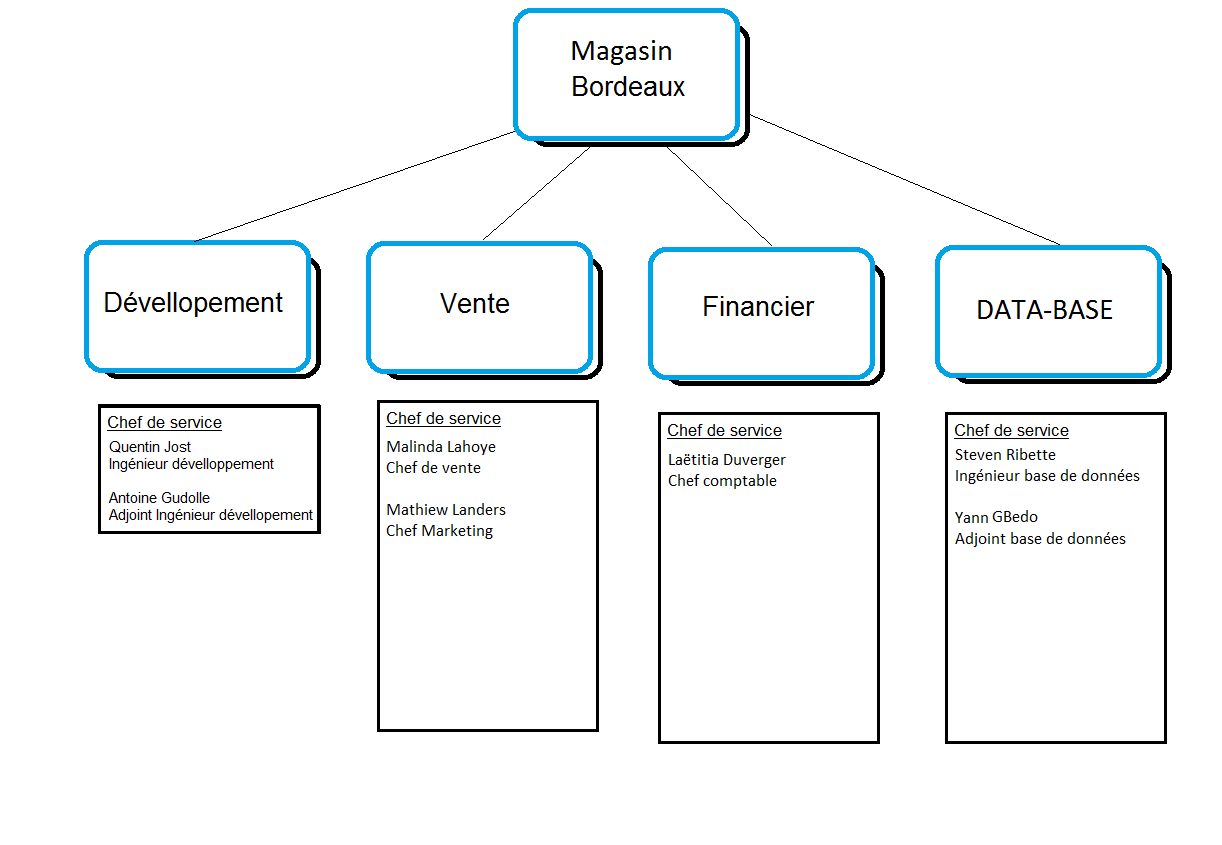 Magasin
Bordeaux
Dévellopement
Vente
Financier
DATA-BASE
Chef de service
Quentin Jost
Ingénieur dévelloppement
Antoine Gudolle
Adjoint Ingénieur dévellopement
Chef de service
Malinda Lahoye
Chef de vente
Mathiew Landers
Chef Marketing
Chef de service
Laëtitia Duverger
Chef comptable
Chef de service
Steven Ribette
Ingénieur base de données
Yann GBedo
Adjoint base de données